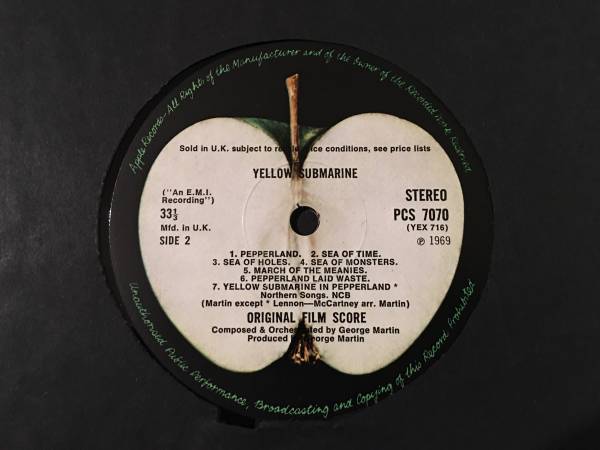 Apple Records—All Rights of the Manufacturer and of the Owner of the Recorded Work Reserved
Sold in U.K. subject to resale price conditions, see price lists
YELLOW SUBMARINE
("An E.M.I.
Recording")
33⅓
Mfd. in U.K.
SIDE 2
STEREO
PCS 7070
(YEX 716)
℗ 1969
1. PEPPERLAND. 2. SEA OF TIME.
3. SEA OF HOLES. 4. SEA OF MONSTERS.
5. MARCH OF THE MEANIES.
6. PEPPERLAND LAID WASTE.
7. YELLOW SUBMARINE IN PEPPERLAND *
Northern Songs. NCB
(Martin except * Lennon—McCartney arr. Martin)
ORIGINAL FILM SCORE
Composed & Orchestrated by George Martin
Produced by George Martin
Unauthorised Public Performance, Broadcasting and Copying of this Record Prohibited